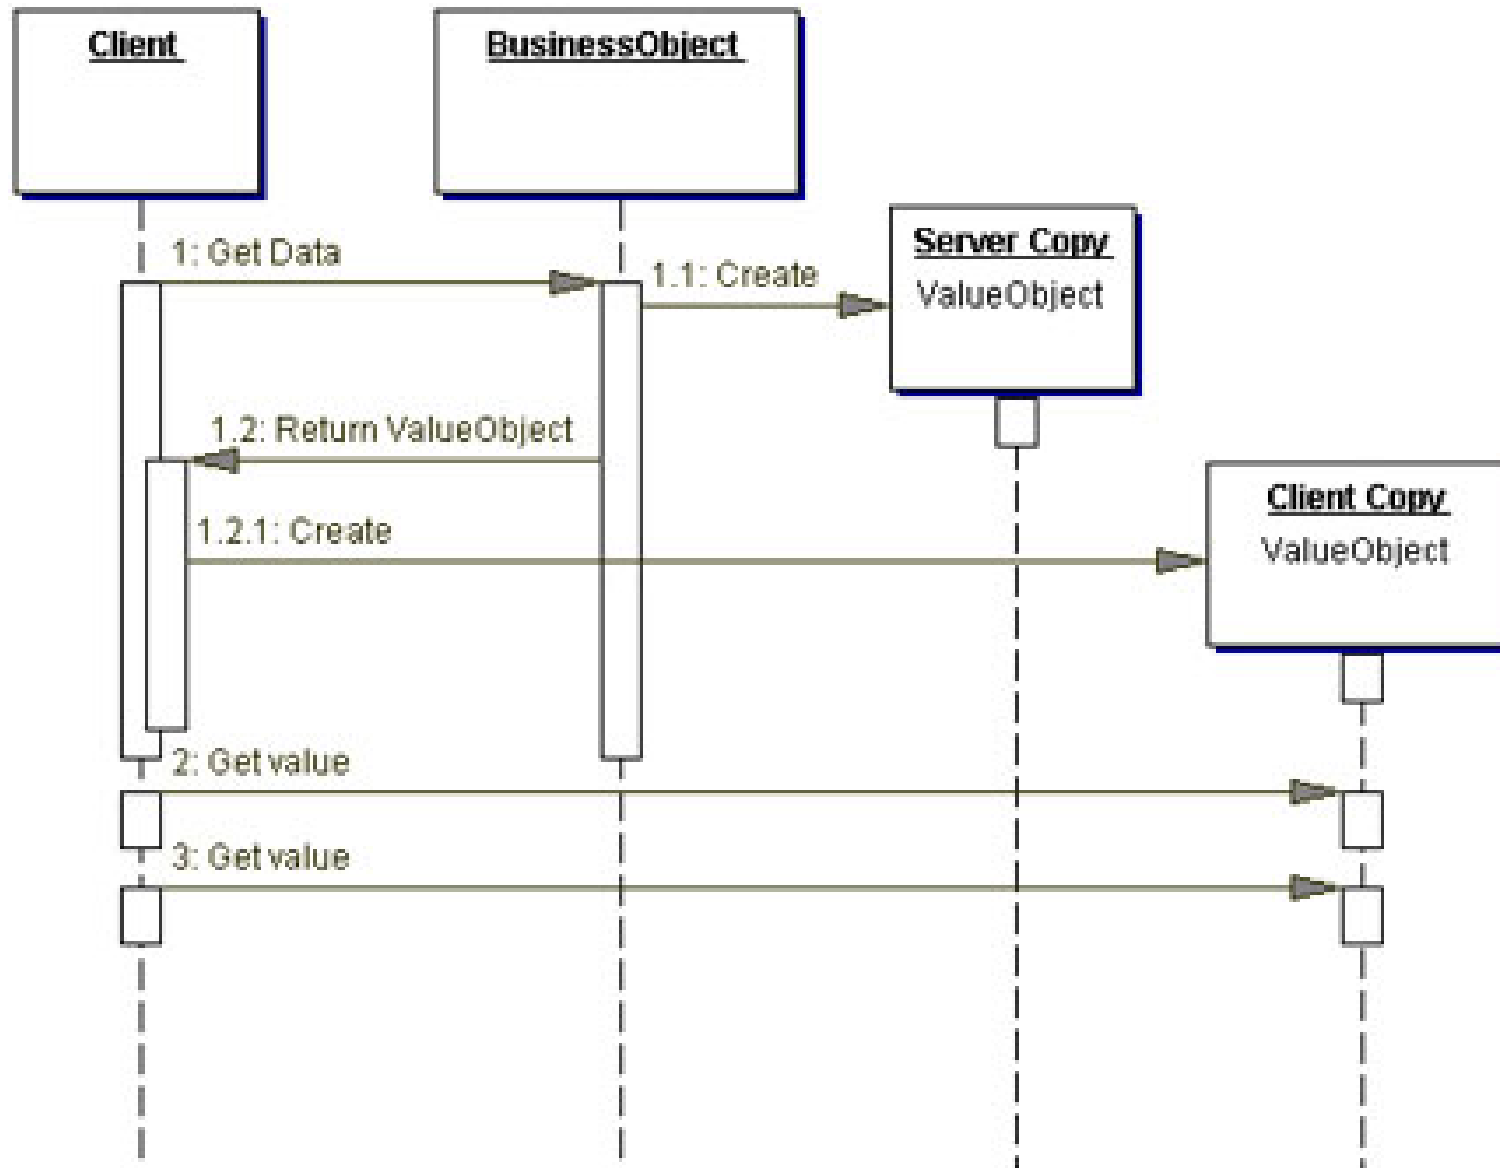 Client
BusinessObject
1: Get Data
1.1: Create
Server Copy
ValueObject
1.2: Return ValueObject
Client Copy
ValueObject
1.2.1: Create
2: Get value
3: Get value